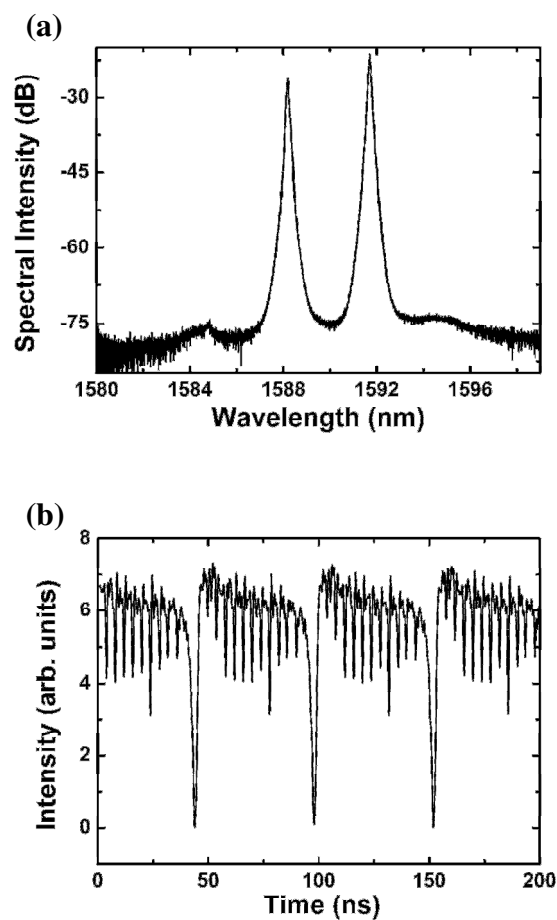 (a)
Spectral Intensity (dB)
-30
-45
-60
-75
1580 1584 1588 1592 1596
Wavelength (nm)
(b)
Intensity (arb. units)
8
6
4
2
0
0 50 100 150 200
Time (ns)